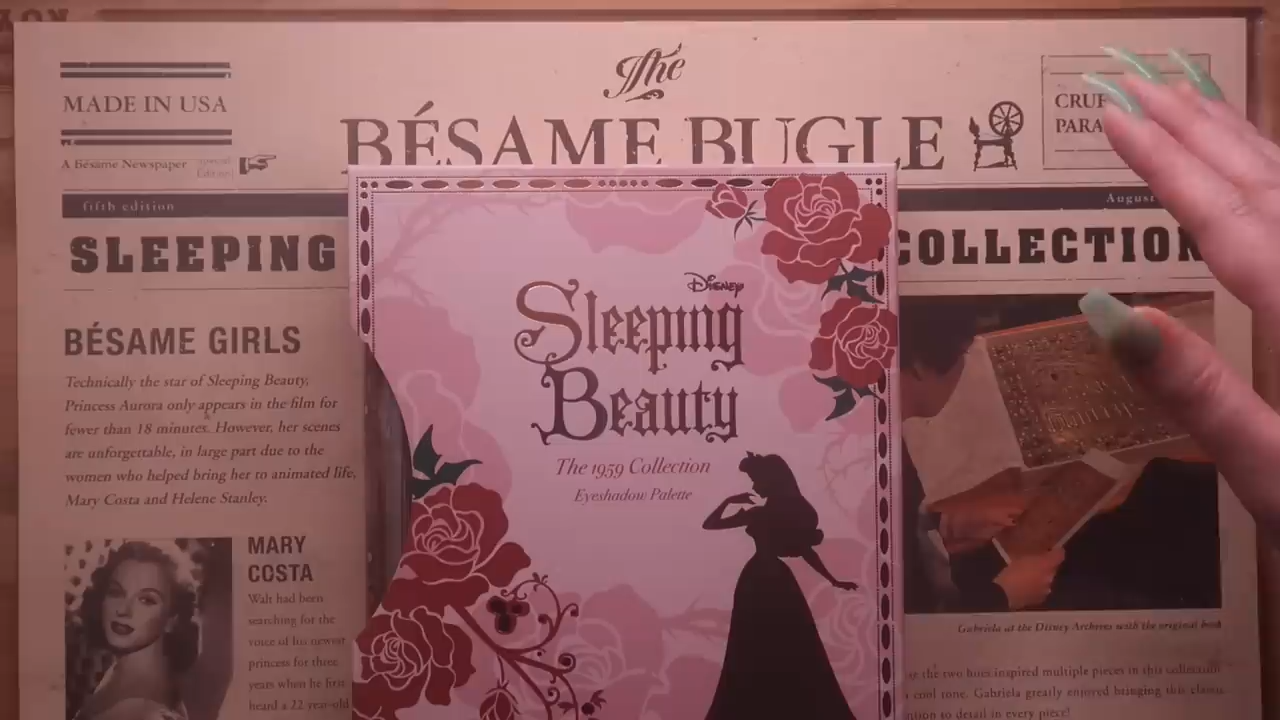 MADE IN USA
A Bésame Newspaper
Special
Edition
The
BÉSAME BUGLE
fifth edition
August
SLEEPING
COLLECTION
BÉSAME GIRLS
Technically the star of Sleeping Beauty,
Princess Aurora only appears in the film for
fewer than 18 minutes. However, her scenes
are unforgettable, in large part due to the
women who helped bring her to animated life,
Mary Costa and Helene Stanley.
MARY
COSTA
Walt had been
searching for the
voice of his newest
princess for three
years when he first
heard a 22 year-old
Disney
Sleeping
Beauty
The 1959 Collection
Eyeshadow Palette
Gabriela at the Disney Archives with the original book
the two hues inspired multiple pieces in this collection
cool tone. Gabriela greatly enjoyed bringing this classic
to detail in every piece!